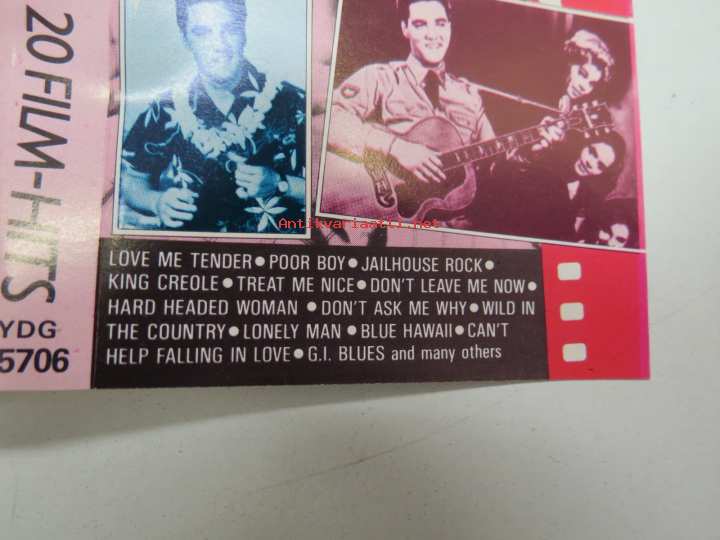 20 FILM-HITS
YDG
5706
Antikvariaatti.net
LOVE ME TENDER • POOR BOY • JAILHOUSE ROCK •
KING CREOLE • TREAT ME NICE • DON'T LEAVE ME NOW •
HARD HEADED WOMAN • DON'T ASK ME WHY • WILD IN
THE COUNTRY • LONELY MAN • BLUE HAWAII • CAN'T
HELP FALLING IN LOVE • G.I. BLUES and many others